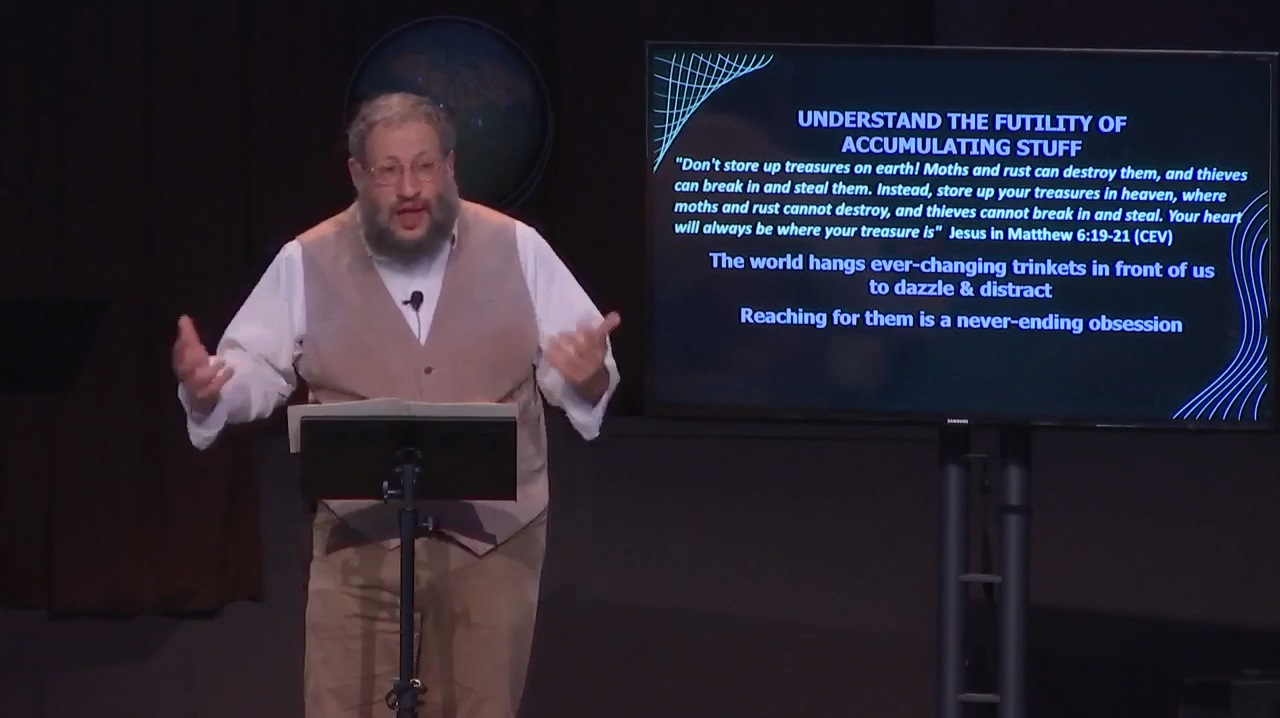 UNDERSTAND THE FUTILITY OF
ACCUMULATING STUFF
"Don't store up treasures on earth! Moths and rust can destroy them, and thieves
can break in and steal them. Instead, store up your treasures in heaven, where
moths and rust cannot destroy, and thieves cannot break in and steal. Your heart
will always be where your treasure is" Jesus in Matthew 6:19-21 (CEV)
The world hangs ever-changing trinkets in front of us
to dazzle & distract
Reaching for them is a never-ending obsession
SAMSUNG